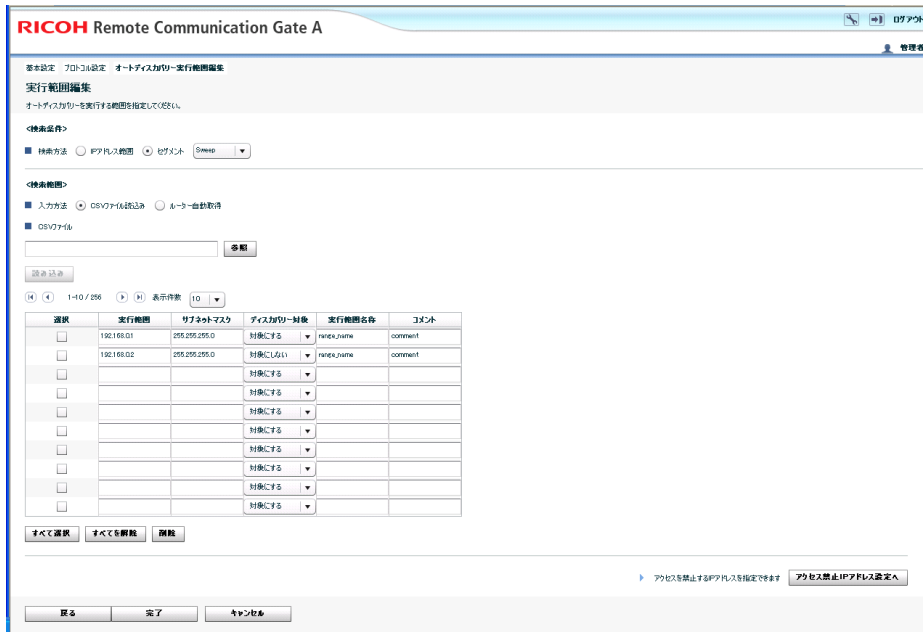 RICOH Remote Communication Gate A
ログアウト
管理者
基本設定 プロトコル設定 オートディスカバリー実行範囲編集
実行範囲編集
オートディスカバリーを実行する範囲を指定してください。
<検索条件>
検索方法 IPアドレス範囲 セグメント Sweep
<検索範囲>
入力方法 CSVファイル読込み ルーター自動取得
CSVファイル
参照
読み込み
1-10 / 256 表示件数 10
選択 実行範囲 サブネットマスク ディスカバリー対象 実行範囲名称 コメント
192.168.0.1 255.255.255.0 対象にする range_name comment
192.168.0.2 255.255.255.0 対象にしない range_name comment
対象にする
対象にする
対象にする
対象にする
対象にする
対象にする
対象にする
対象にする
すべて選択 すべてを解除 削除
アクセスを禁止するIPアドレスを指定できます アクセス禁止IPアドレス設定へ
戻る 完了 キャンセル